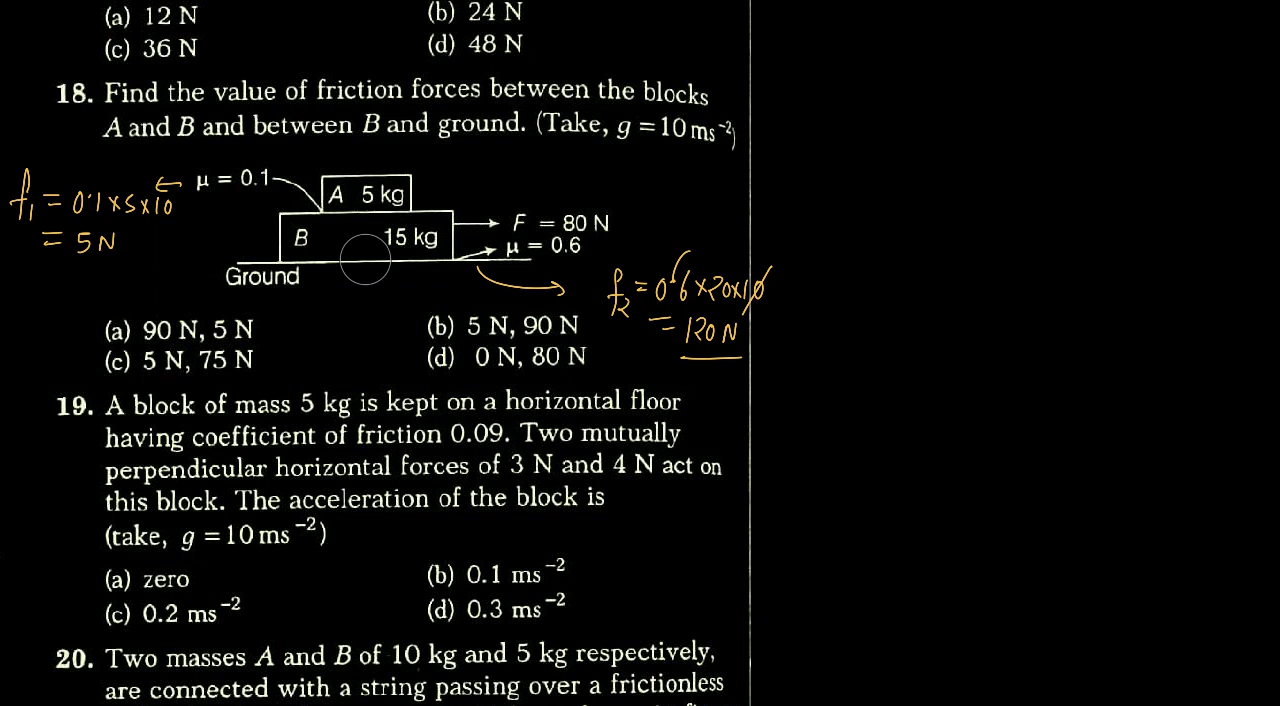 (a) 12 N (b) 24 N
(c) 36 N (d) 48 N
18. Find the value of friction forces between the blocks
A and B and between B and ground. (Take, g = 10 ms⁻²)
μ = 0.1
A 5 kg
B 15 kg
F = 80 N
μ = 0.6
Ground
f₁ = 0.1 × 5 × 10
= 5 N
f₂ = 0.6 × 20 × 10
= 120 N
(a) 90 N, 5 N (b) 5 N, 90 N
(c) 5 N, 75 N (d) 0 N, 80 N
19. A block of mass 5 kg is kept on a horizontal floor
having coefficient of friction 0.09. Two mutually
perpendicular horizontal forces of 3 N and 4 N act on
this block. The acceleration of the block is
(take, g = 10 ms⁻²)
(a) zero (b) 0.1 ms⁻²
(c) 0.2 ms⁻² (d) 0.3 ms⁻²
20. Two masses A and B of 10 kg and 5 kg respectively,
are connected with a string passing over a frictionless